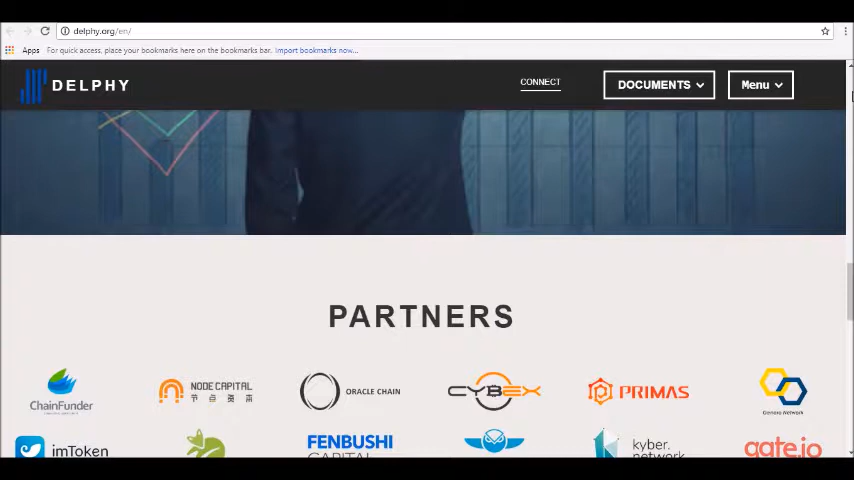 delphy.org/en/
Apps For quick access, place your bookmarks here on the bookmarks bar. Import bookmarks now...
DELPHY
CONNECT
DOCUMENTS
Menu
PARTNERS
ChainFunder
NODE CAPITAL
节点资本
ORACLE CHAIN
CYBEX
PRIMAS
Genaro Network
imToken
FENBUSHI
CAPITAL
kyber.
network
gate.io